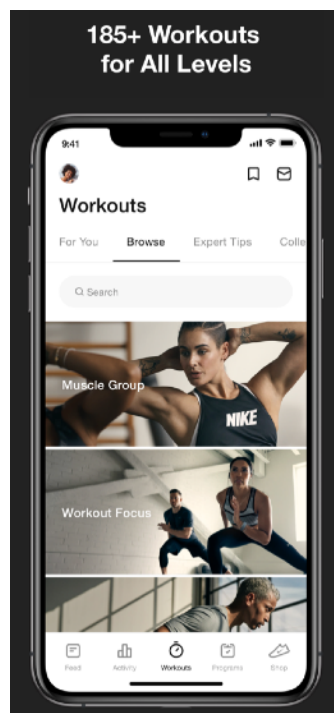 185+ Workouts
for All Levels
9:41
Workouts
For You Browse Expert Tips Colle
Search
Muscle Group
NIKE
Workout Focus
Feed Activity Workouts Programs Shop